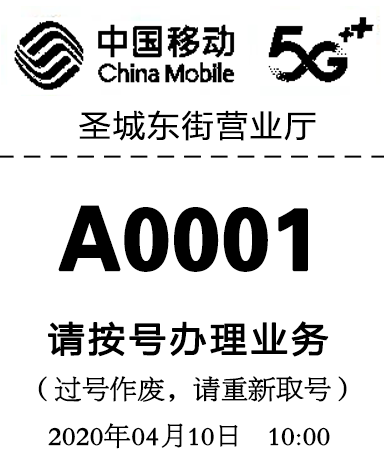 中国移动 5G++
China Mobile
圣城东街营业厅
A0001
请按号办理业务
（过号作废，请重新取号）
2020年04月10日 10:00